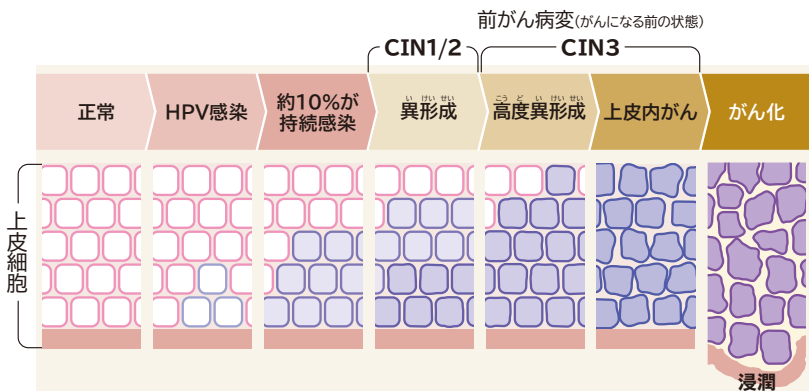 前がん病変(がんになる前の状態)
CIN1/2
CIN3
正常
HPV感染
約10%が
持続感染
いけいせい
異形成
こうどいけいせい
高度異形成
上皮内がん
がん化
上皮細胞
浸潤